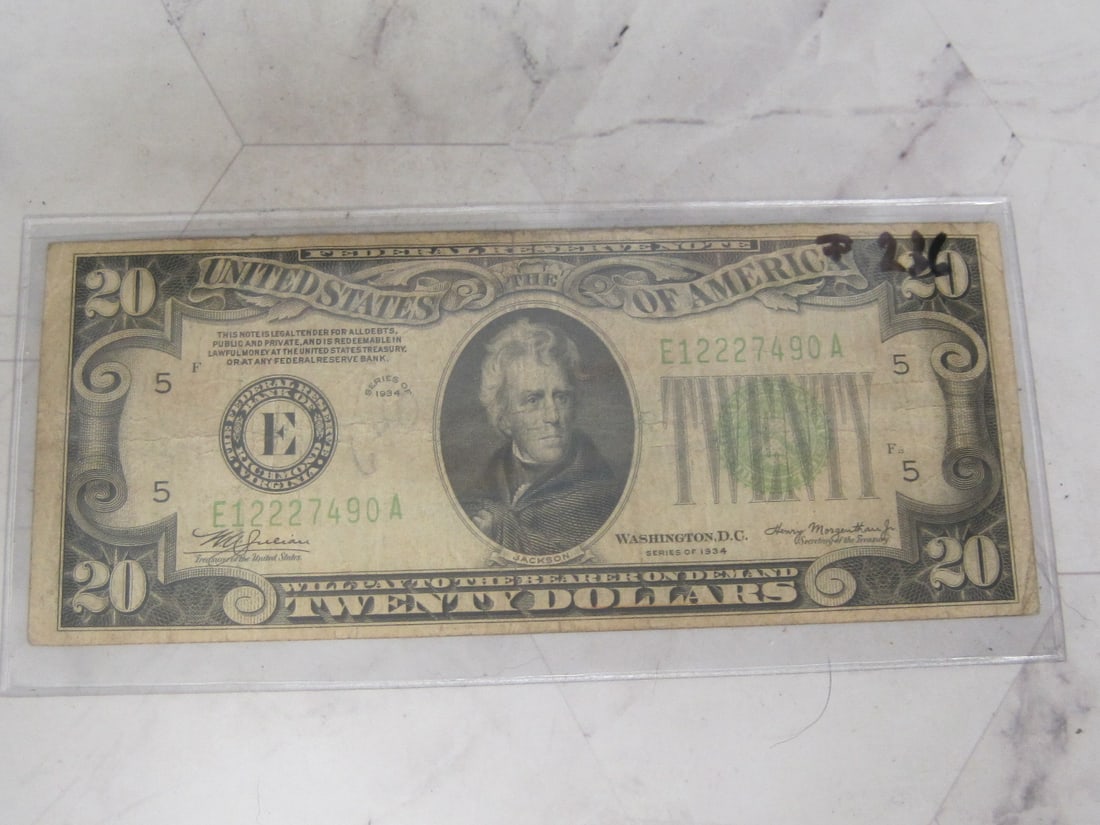 FEDERAL RESERVE NOTE
236
20
UNITED STATES
THE
OF AMERICA
20
THIS NOTE IS LEGAL TENDER FOR ALL DEBTS,
PUBLIC AND PRIVATE, AND IS REDEEMABLE IN
LAWFUL MONEY AT THE UNITED STATES TREASURY,
OR AT ANY FEDERAL RESERVE BANK.
E12227490A
F
5
5
SERIES OF
1934
THE FEDERAL RESERVE
BANK OF
E
RICHMOND
VIRGINIA
TWENTY
5
F
5
E12227490A
W A Julian
Treasurer of the United States.
JACKSON
WASHINGTON, D.C.
SERIES OF 1934
Henry Morgenthau Jr
Secretary of the Treasury
20
WILL PAY TO THE BEARER ON DEMAND
TWENTY DOLLARS
20